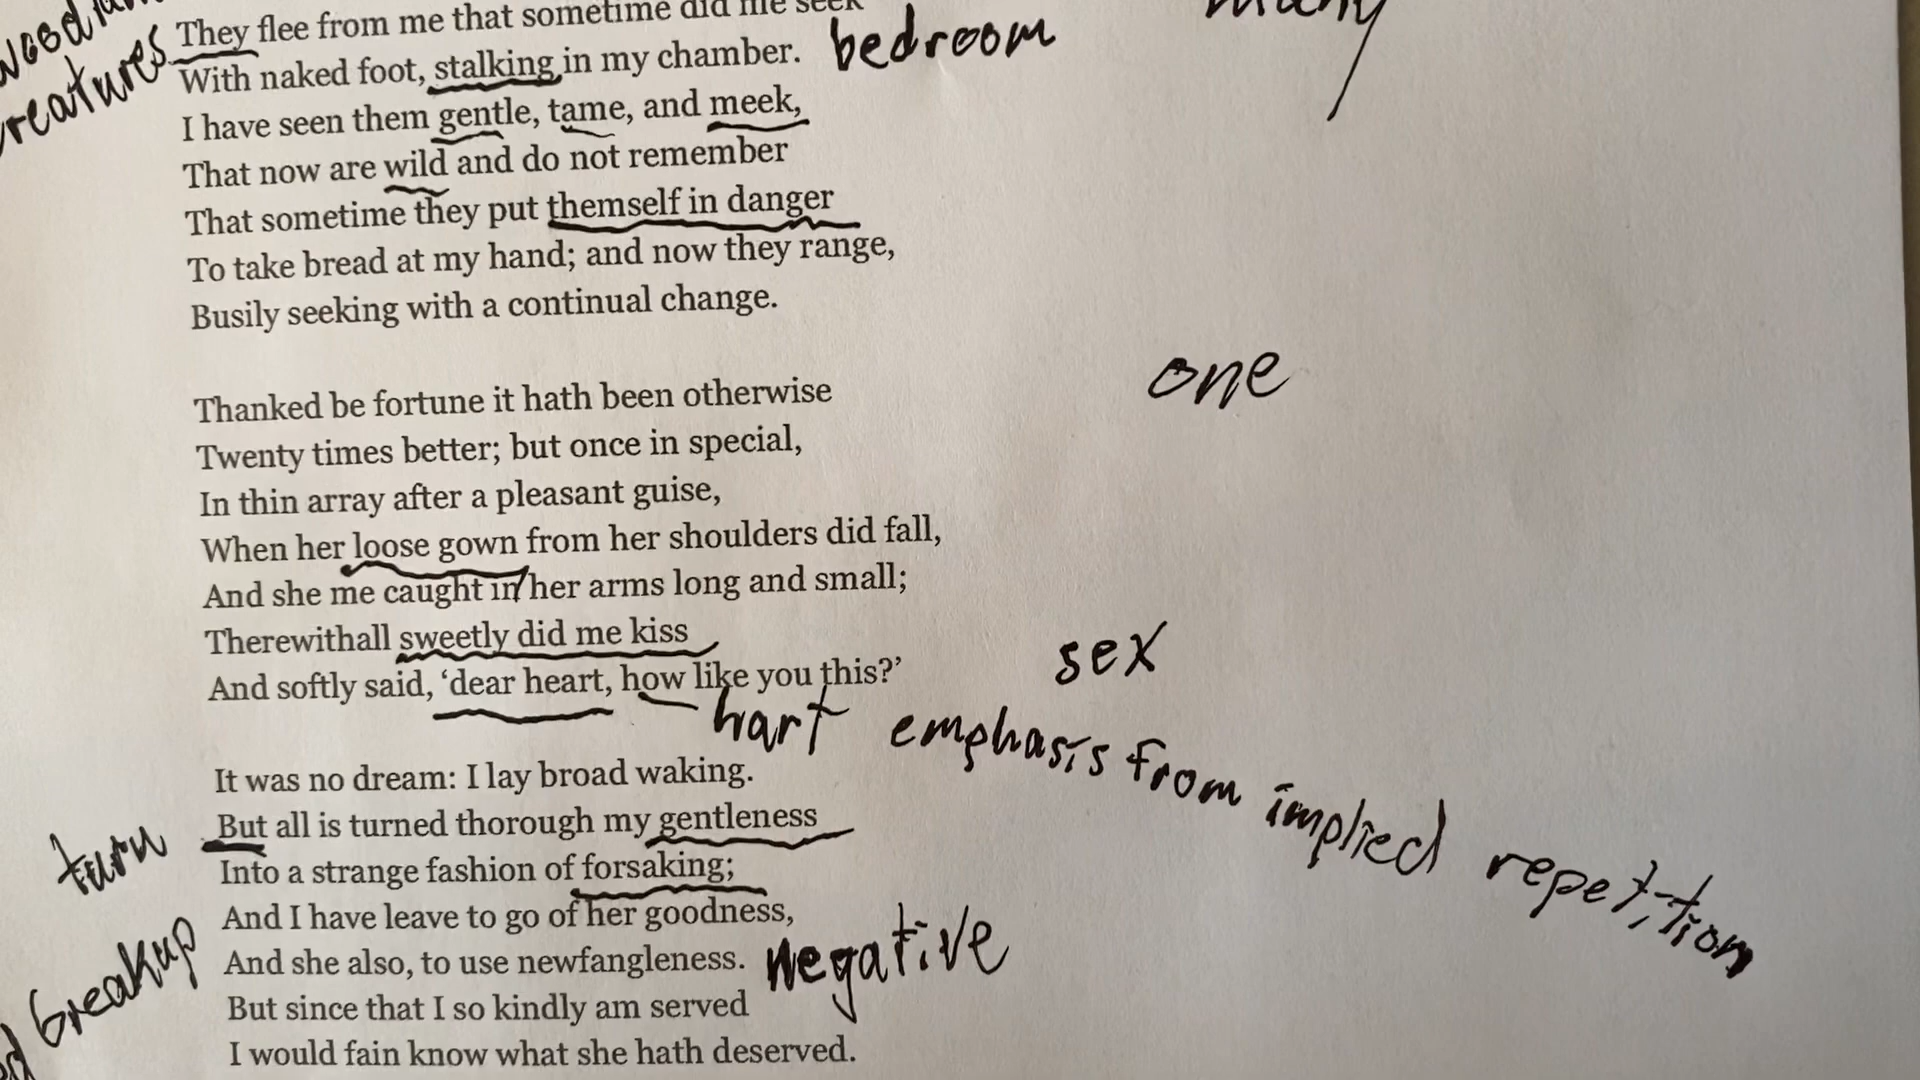 They flee from me that sometime did me seek
With naked foot, stalking in my chamber. bedroom
creatures
many
I have seen them gentle, tame, and meek,
That now are wild and do not remember
That sometime they put themself in danger
To take bread at my hand; and now they range,
Busily seeking with a continual change.
one
Thanked be fortune it hath been otherwise
Twenty times better; but once in special,
In thin array after a pleasant guise,
When her loose gown from her shoulders did fall,
And she me caught in her arms long and small;
Therewithall sweetly did me kiss
And softly said, ‘dear heart, how like you this?’
sex
hart emphasis from implied repetition
It was no dream: I lay broad waking.
turn
But all is turned thorough my gentleness
Into a strange fashion of forsaking;
And I have leave to go of her goodness,
breakup
And she also, to use newfangleness. negative
But since that I so kindly am served
I would fain know what she hath deserved.